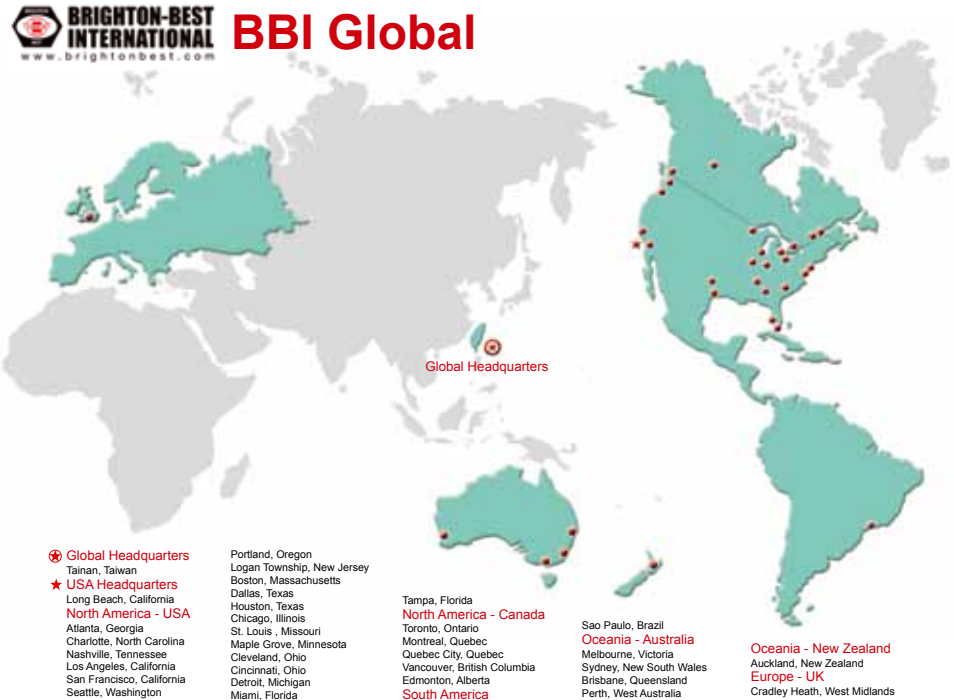 BRIGHTON-BEST
INTERNATIONAL
www.brightonbest.com
BBI Global
Global Headquarters
Global Headquarters
Tainan, Taiwan
USA Headquarters
Long Beach, California
North America - USA
Atlanta, Georgia
Charlotte, North Carolina
Nashville, Tennessee
Los Angeles, California
San Francisco, California
Seattle, Washington
Portland, Oregon
Logan Township, New Jersey
Boston, Massachusetts
Dallas, Texas
Houston, Texas
Chicago, Illinois
St. Louis , Missouri
Maple Grove, Minnesota
Cleveland, Ohio
Cincinnati, Ohio
Detroit, Michigan
Miami, Florida
Tampa, Florida
North America - Canada
Toronto, Ontario
Montreal, Quebec
Quebec City, Quebec
Vancouver, British Columbia
Edmonton, Alberta
South America
Sao Paulo, Brazil
Oceania - Australia
Melbourne, Victoria
Sydney, New South Wales
Brisbane, Queensland
Perth, West Australia
Oceania - New Zealand
Auckland, New Zealand
Europe - UK
Cradley Heath, West Midlands